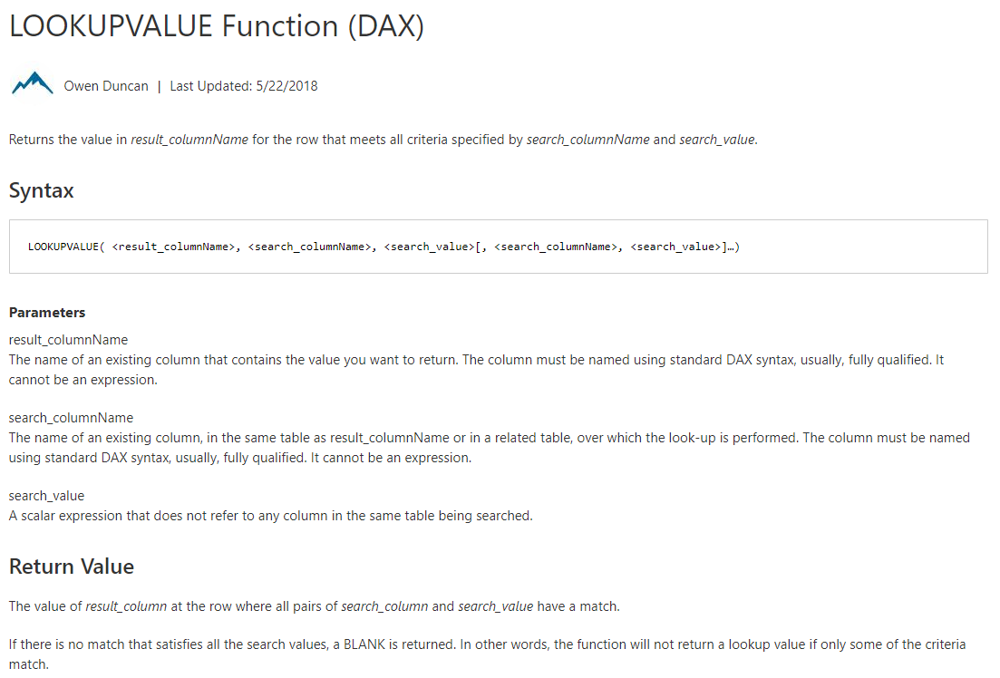 LOOKUPVALUE Function (DAX)
Owen Duncan | Last Updated: 5/22/2018
Returns the value in result_columnName for the row that meets all criteria specified by search_columnName and search_value.
Syntax
LOOKUPVALUE( <result_columnName>, <search_columnName>, <search_value>[, <search_columnName>, <search_value>]…)
Parameters
result_columnName
The name of an existing column that contains the value you want to return. The column must be named using standard DAX syntax, usually, fully qualified. It
cannot be an expression.
search_columnName
The name of an existing column, in the same table as result_columnName or in a related table, over which the look-up is performed. The column must be named
using standard DAX syntax, usually, fully qualified. It cannot be an expression.
search_value
A scalar expression that does not refer to any column in the same table being searched.
Return Value
The value of result_column at the row where all pairs of search_column and search_value have a match.
If there is no match that satisfies all the search values, a BLANK is returned. In other words, the function will not return a lookup value if only some of the criteria
match.